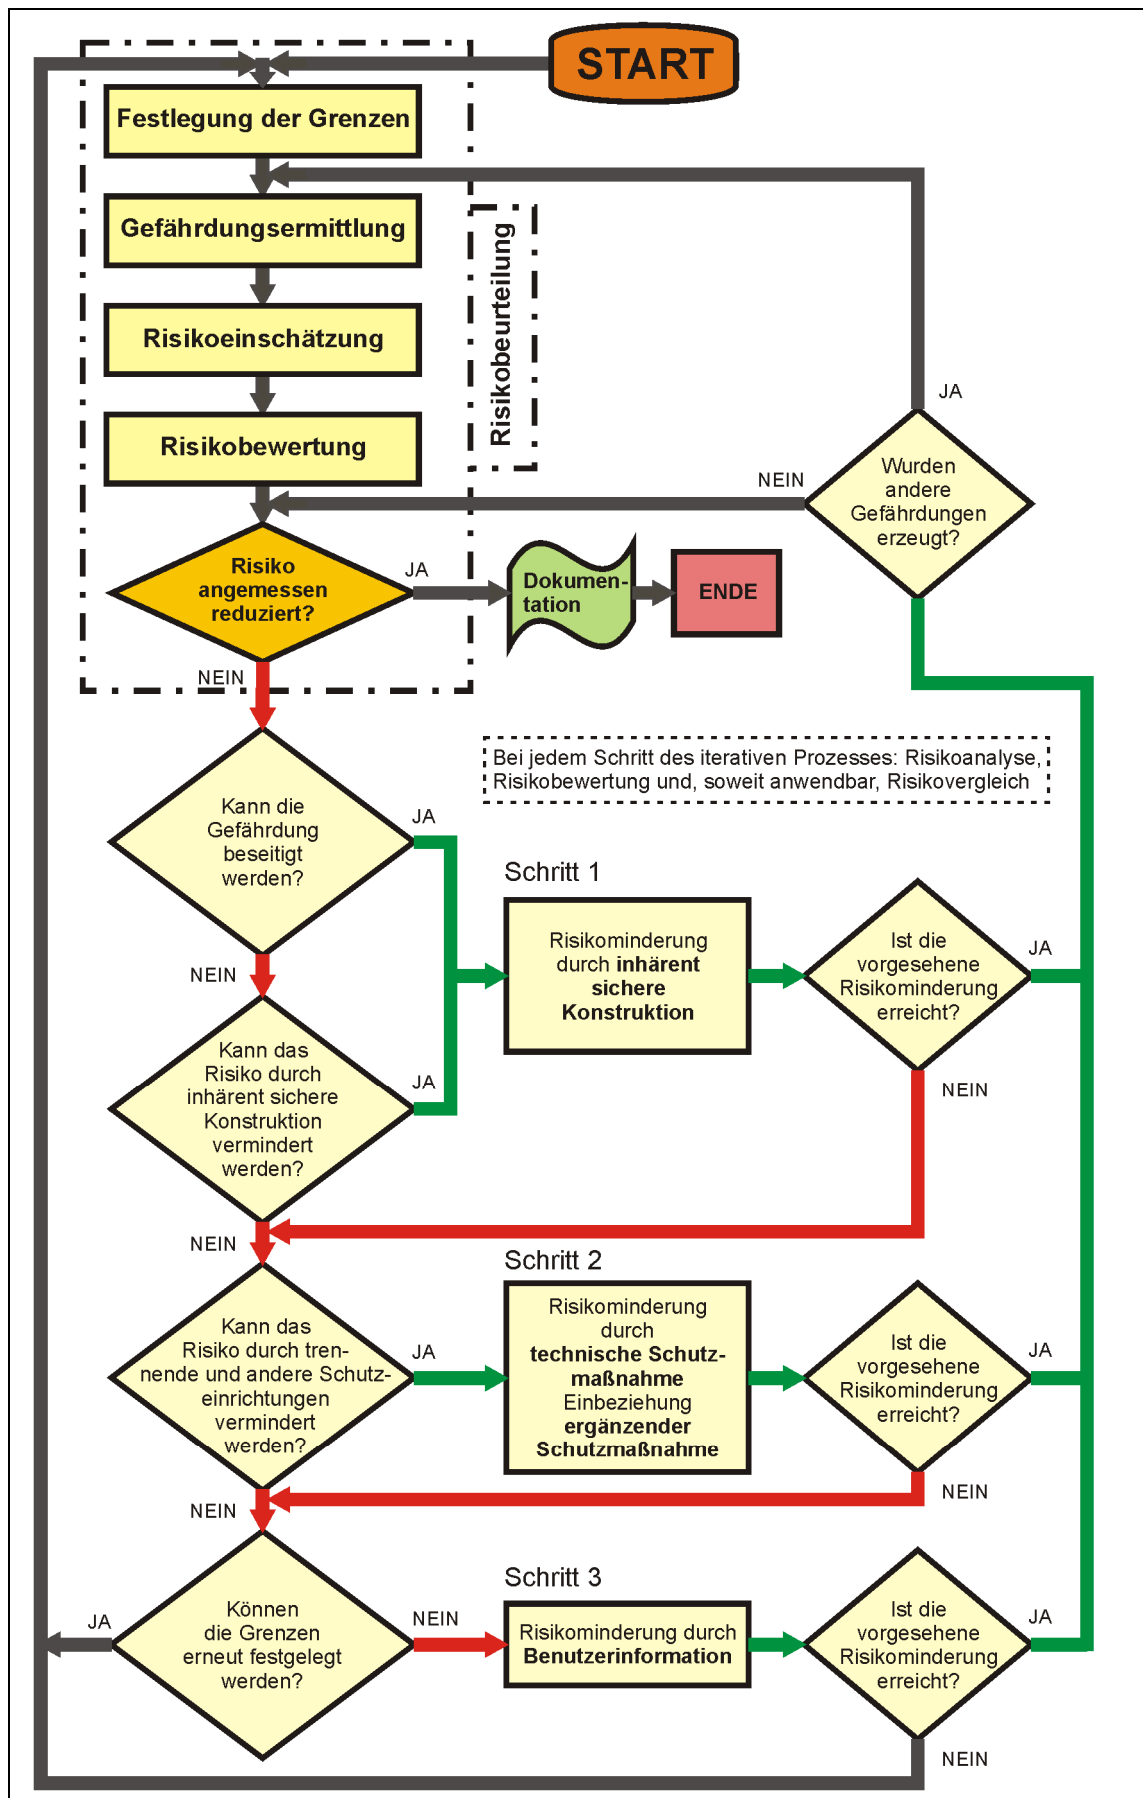 START
Festlegung der Grenzen
Gefährdungsermittlung
Risikoeinschätzung
Risikobewertung
Risikobeurteilung
Risiko
angemessen
reduziert?
JA
NEIN
Dokumen-
tation
ENDE
Wurden
andere
Gefährdungen
erzeugt?
JA
NEIN
Bei jedem Schritt des iterativen Prozesses: Risikoanalyse,
Risikobewertung und, soweit anwendbar, Risikovergleich
Kann die
Gefährdung
beseitigt
werden?
JA
NEIN
Kann das
Risiko durch
inhärent sichere
Konstruktion
vermindert
werden?
JA
NEIN
Schritt 1
Risikominderung
durch inhärent
sichere
Konstruktion
Ist die
vorgesehene
Risikominderung
erreicht?
JA
NEIN
Kann das
Risiko durch tren-
nende und andere Schutz-
einrichtungen
vermindert
werden?
JA
NEIN
Schritt 2
Risikominderung
durch
technische Schutz-
maßnahme
Einbeziehung
ergänzender
Schutzmaßnahme
Ist die
vorgesehene
Risikominderung
erreicht?
JA
NEIN
Können
die Grenzen
erneut festgelegt
werden?
JA
NEIN
Schritt 3
Risikominderung durch
Benutzerinformation
Ist die
vorgesehene
Risikominderung
erreicht?
JA
NEIN